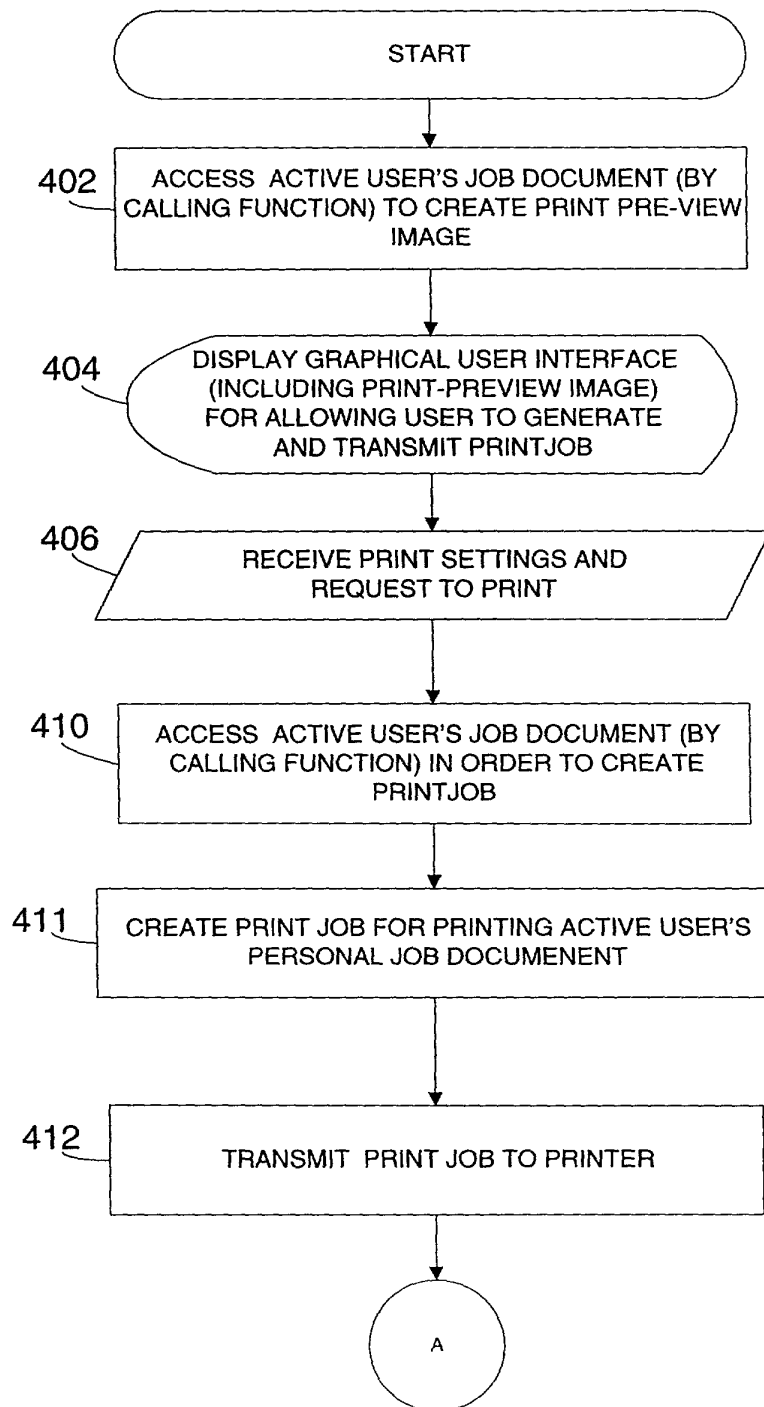 START
402
ACCESS ACTIVE USER'S JOB DOCUMENT (BY
CALLING FUNCTION) TO CREATE PRINT PRE-VIEW
IMAGE
404
DISPLAY GRAPHICAL USER INTERFACE
(INCLUDING PRINT-PREVIEW IMAGE)
FOR ALLOWING USER TO GENERATE
AND TRANSMIT PRINTJOB
406
RECEIVE PRINT SETTINGS AND
REQUEST TO PRINT
410
ACCESS ACTIVE USER'S JOB DOCUMENT (BY
CALLING FUNCTION) IN ORDER TO CREATE
PRINTJOB
411
CREATE PRINT JOB FOR PRINTING ACTIVE USER'S
PERSONAL JOB DOCUMENENT
412
TRANSMIT PRINT JOB TO PRINTER
A